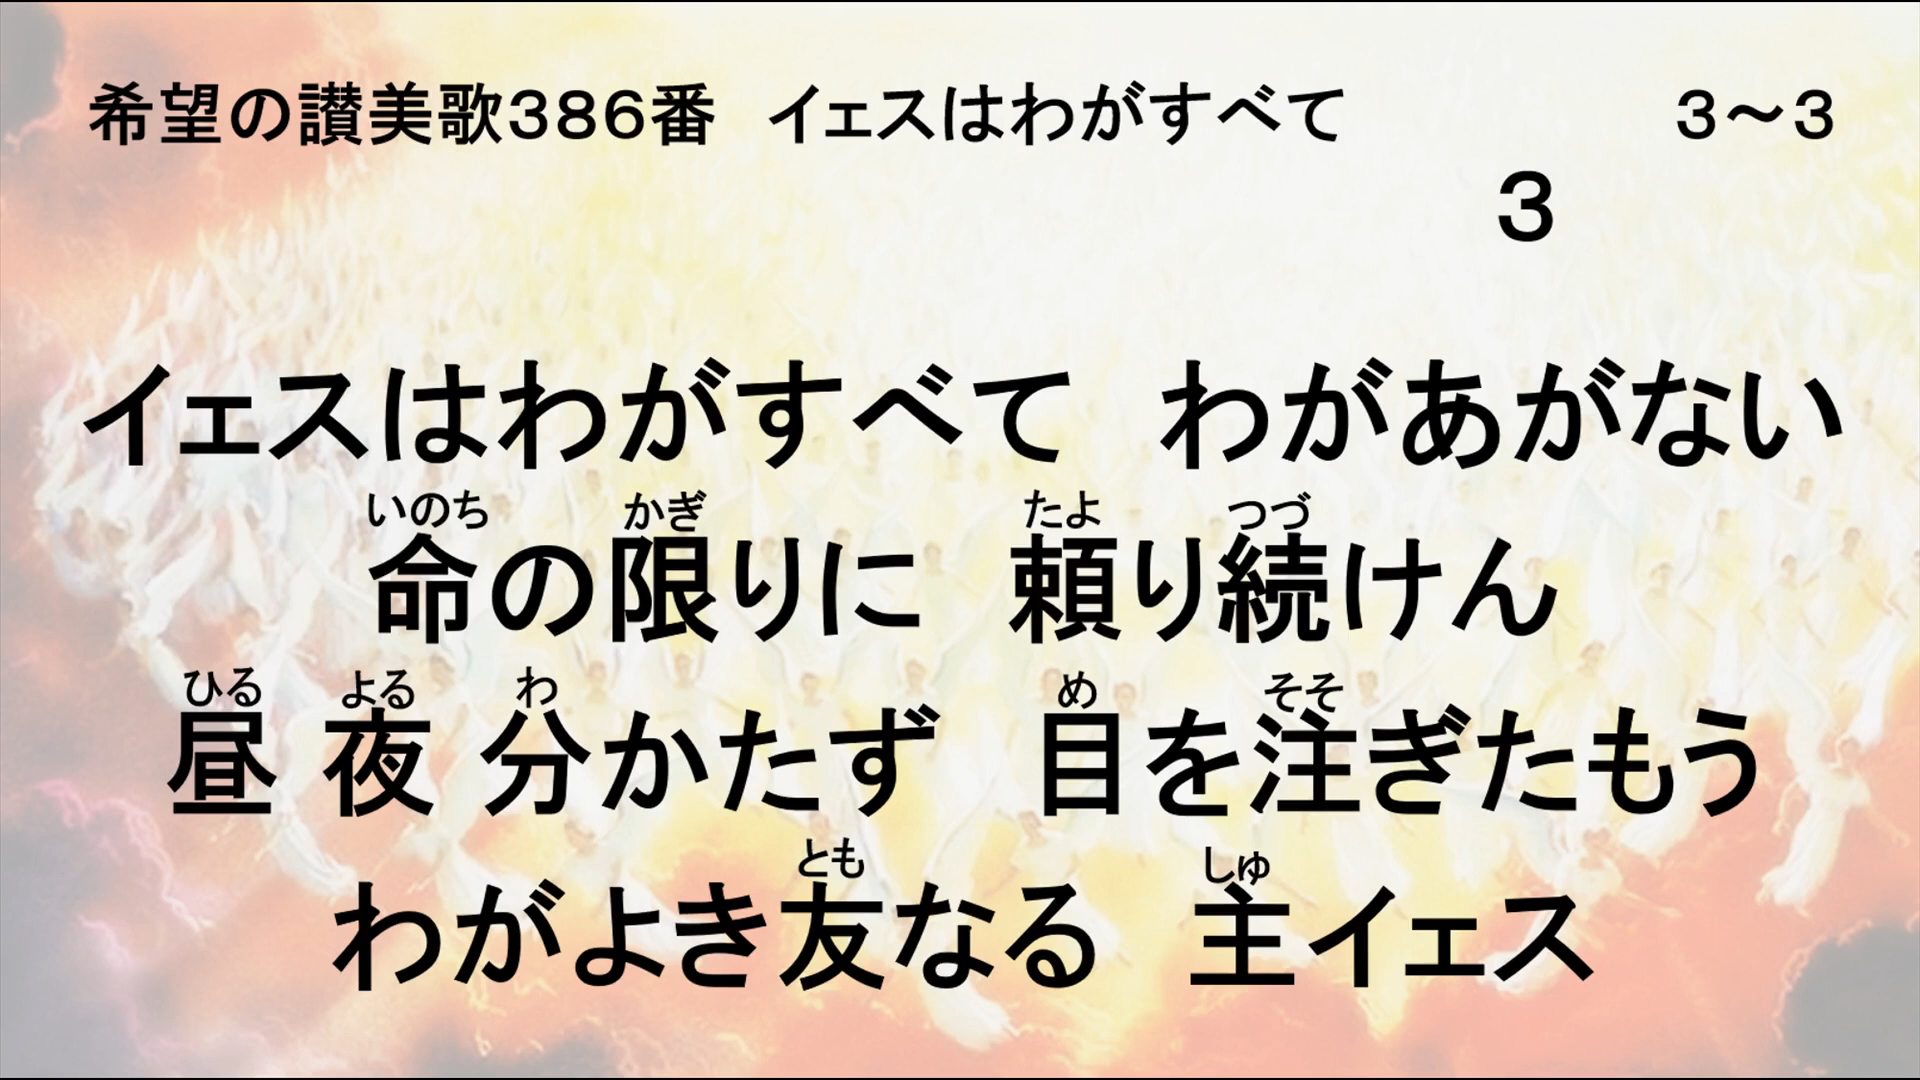 希望の讃美歌３８６番　イェスはわがすべて　３～３
３
イェスはわがすべて　わがあがない
いのち　かぎ　たよ　つづ
命の限りに　頼り続けん
ひる　よる　わ　め　そそ
昼 夜 分かたず　目を注ぎたもう
とも　しゅ
わがよき友なる　主イェス